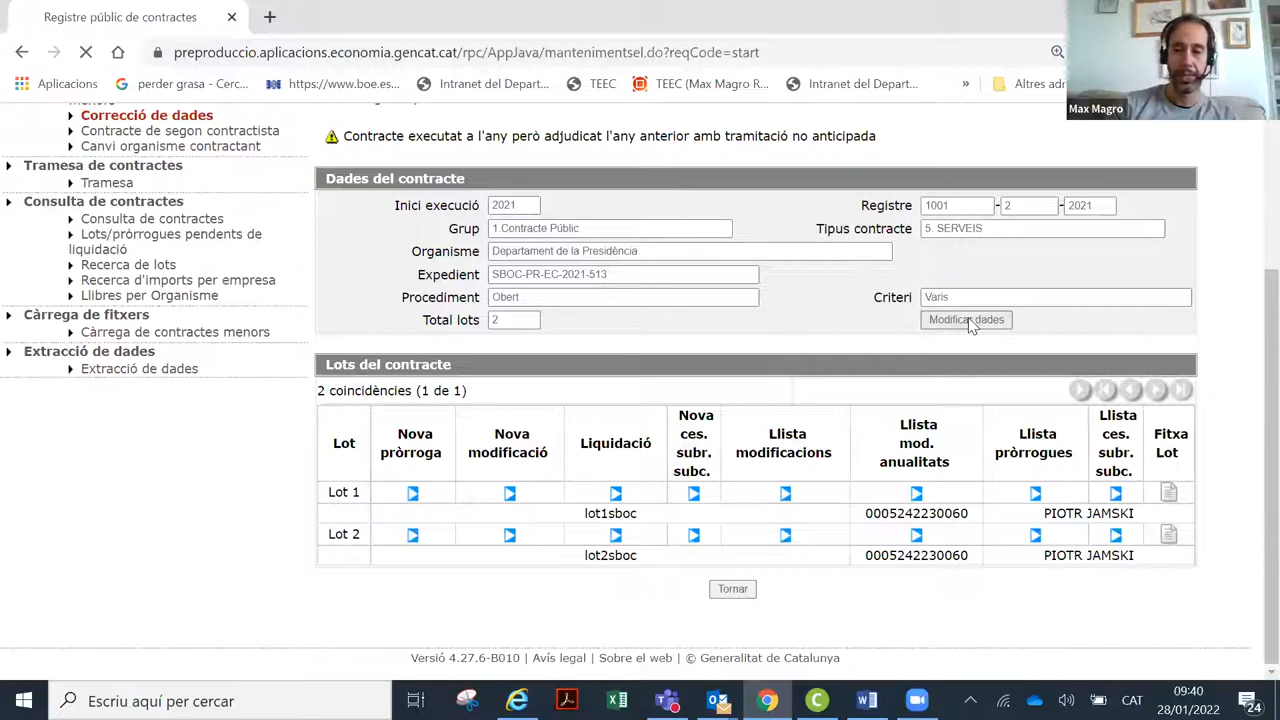 Registre públic de contractes
preproduccio.aplicacions.economia.gencat.cat/rpc/AppJava/mantenimentsel.do?reqCode=start
Aplicacions
perder grasa - Cerc...
https://www.boe.es...
Intranet del Depart...
TEEC
TEEC (Max Magro R...
Intranet del Depart...
»
Max Magro
Correcció de dades
Contracte de segon contractista
Canvi organisme contractant
Tramesa de contractes
Tramesa
Consulta de contractes
Consulta de contractes
Lots/pròrrogues pendents de
liquidació
Recerca de lots
Recerca d'imports per empresa
Llibres per Organisme
Càrrega de fitxers
Càrrega de contractes menors
Extracció de dades
Extracció de dades
Contracte executat a l'any però adjudicat l'any anterior amb tramitació no anticipada
Dades del contracte
Inici execució 2021 Registre 1001 - 2 - 2021
Grup 1.Contracte Públic Tipus contracte 5. SERVEIS
Organisme Departament de la Presidència
Expedient SBOC-PR-EC-2021-513
Procediment Obert Criteri Varis
Total lots 2 Modificar dades
Lots del contracte
2 coincidències (1 de 1)
Lot
Nova
pròrroga
Nova
modificació
Liquidació
Nova
ces.
subr.
subc.
Llista
modificacions
Llista
mod.
anualitats
Llista
pròrrogues
Llista
ces.
subr.
subc.
Fitxa
Lot
Lot 1
lot1sboc 0005242230060 PIOTR JAMSKI
Lot 2
lot2sboc 0005242230060 PIOTR JAMSKI
Tornar
Versió 4.27.6-B010 | Avís legal | Sobre el web | © Generalitat de Catalunya
Escriu aquí per cercar
CAT
09:40
28/01/2022
24